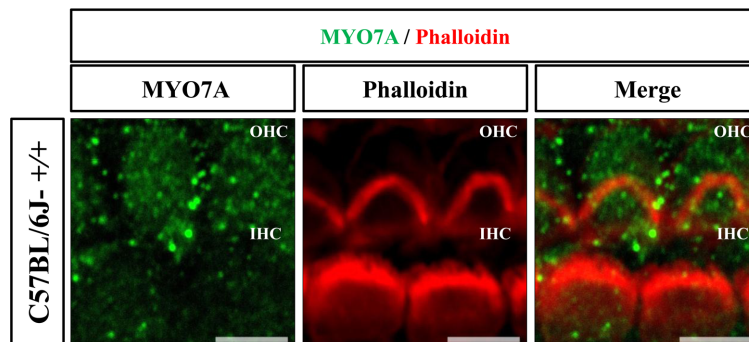 MYO7A / Phalloidin
MYO7A
Phalloidin
Merge
C57BL/6J- +/+
OHC
OHC
OHC
IHC
IHC
IHC